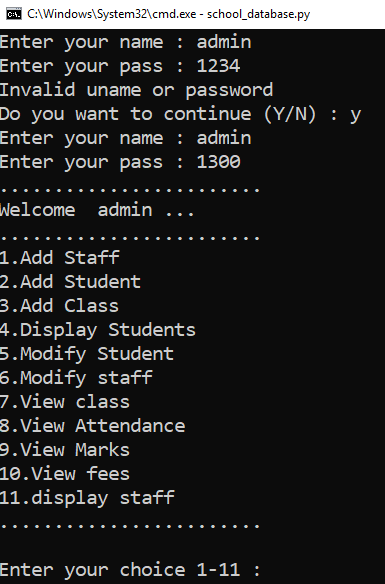 C:\Windows\System32\cmd.exe - school_database.py
Enter your name : admin
Enter your pass : 1234
Invalid uname or password
Do you want to continue (Y/N) : y
Enter your name : admin
Enter your pass : 1300
........................
Welcome  admin ...
........................
1.Add Staff
2.Add Student
3.Add Class
4.Display Students
5.Modify Student
6.Modify staff
7.View class
8.View Attendance
9.View Marks
10.View fees
11.display staff
........................
Enter your choice 1-11 :